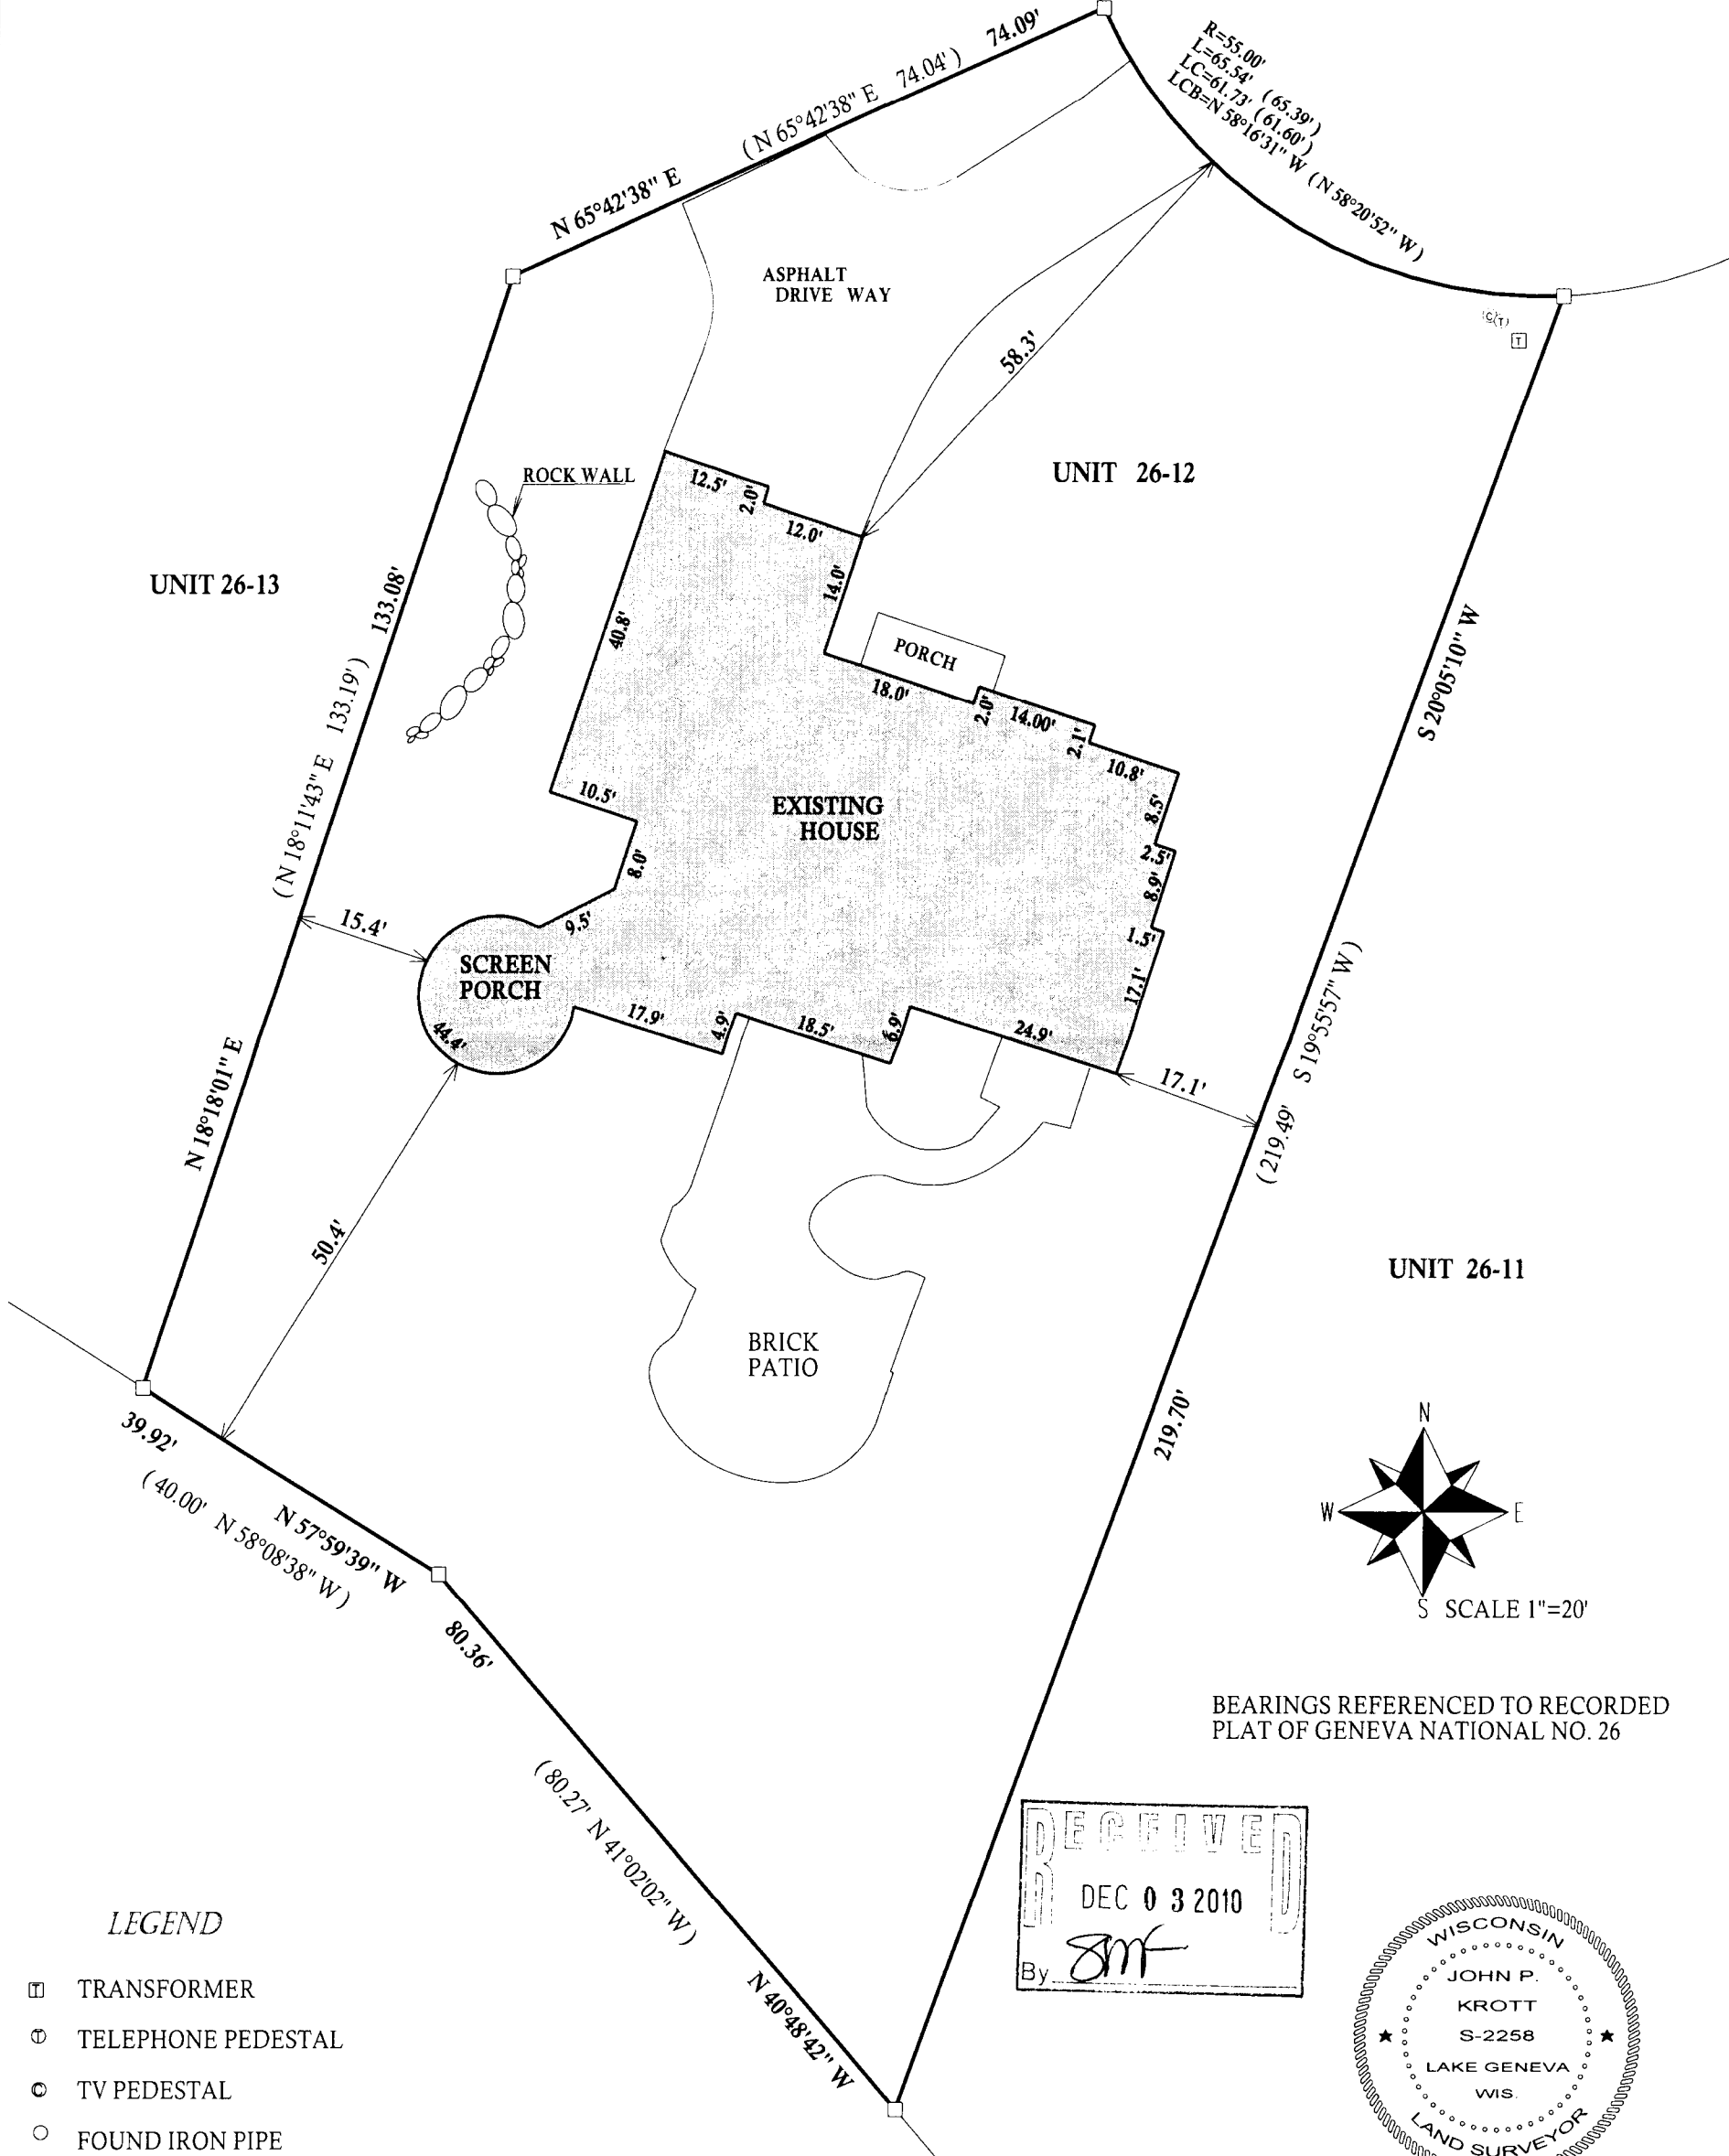 74.09'
( N 65°42'38" E 74.04' )
N 65°42'38" E
R=55.00'
L=65.54' ( 65.39' )
LC=61.73' ( 61.60' )
LCB=N 58°16'31" W ( N 58°20'52" W )
ASPHALT
DRIVE WAY
58.3'
T
UNIT 26-12
ROCK WALL
12.5'
2.0'
12.0'
14.0'
UNIT 26-13
133.08'
( N 18°11'43" E 133.19' )
N 18°18'01" E
40.8'
PORCH
18.0'
2.0'
14.00'
2.1'
10.8'
8.5'
2.5'
8.9'
1.5'
17.1'
S 20°05'10" W
10.5'
EXISTING
HOUSE
8.0'
9.5'
15.4'
SCREEN
PORCH
44.4'
17.9'
4.9'
18.5'
6.9'
24.9'
17.1'
( 219.49' S 19°55'57" W )
219.70'
50.4'
UNIT 26-11
BRICK
PATIO
39.92'
( 40.00' N 58°08'38" W )
N 57°59'39" W
80.36'
( 80.27' N 41°02'02" W )
N 40°48'42" W
N
W E
S SCALE 1"=20'
BEARINGS REFERENCED TO RECORDED
PLAT OF GENEVA NATIONAL NO. 26
RECEIVED
DEC 0 3 2010
By SMF
LEGEND
T TRANSFORMER
T TELEPHONE PEDESTAL
C TV PEDESTAL
FOUND IRON PIPE
WISCONSIN
JOHN P.
KROTT
S-2258
LAKE GENEVA
WIS.
LAND SURVEYOR